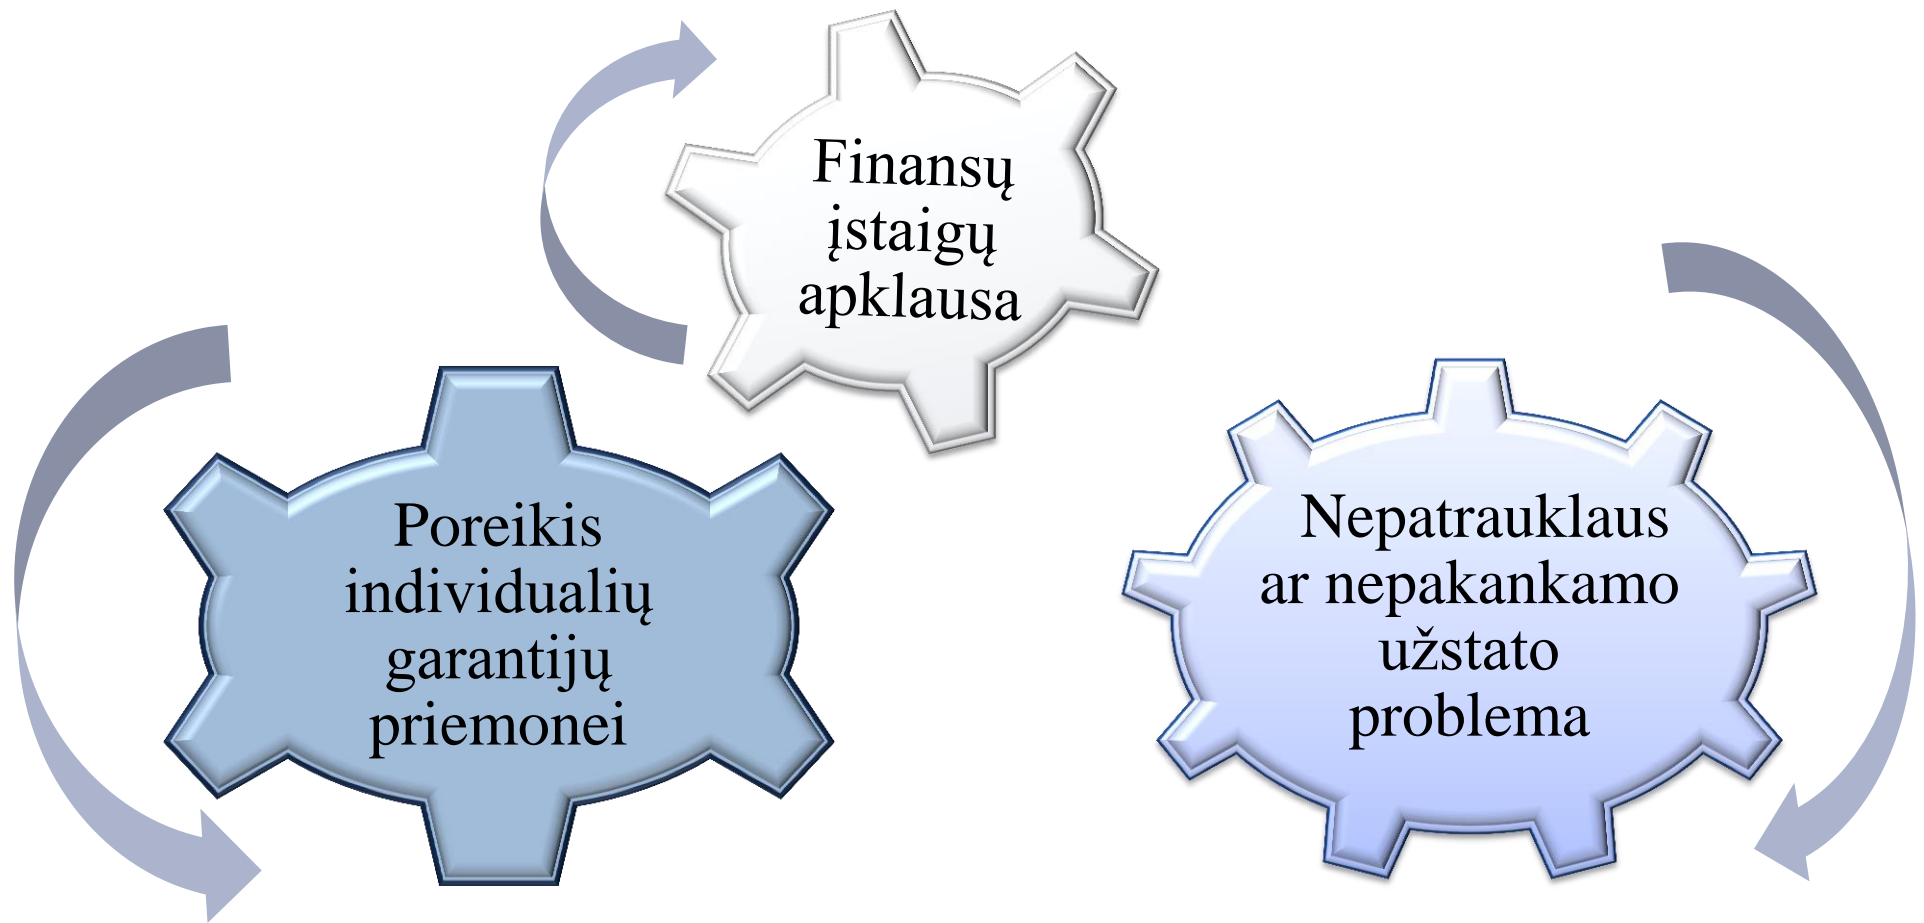 Finansų
įstaigų
apklausa
Poreikis
individualių
garantijų
priemonei
Nepatrauklaus
ar nepakankamo
užstato
problema